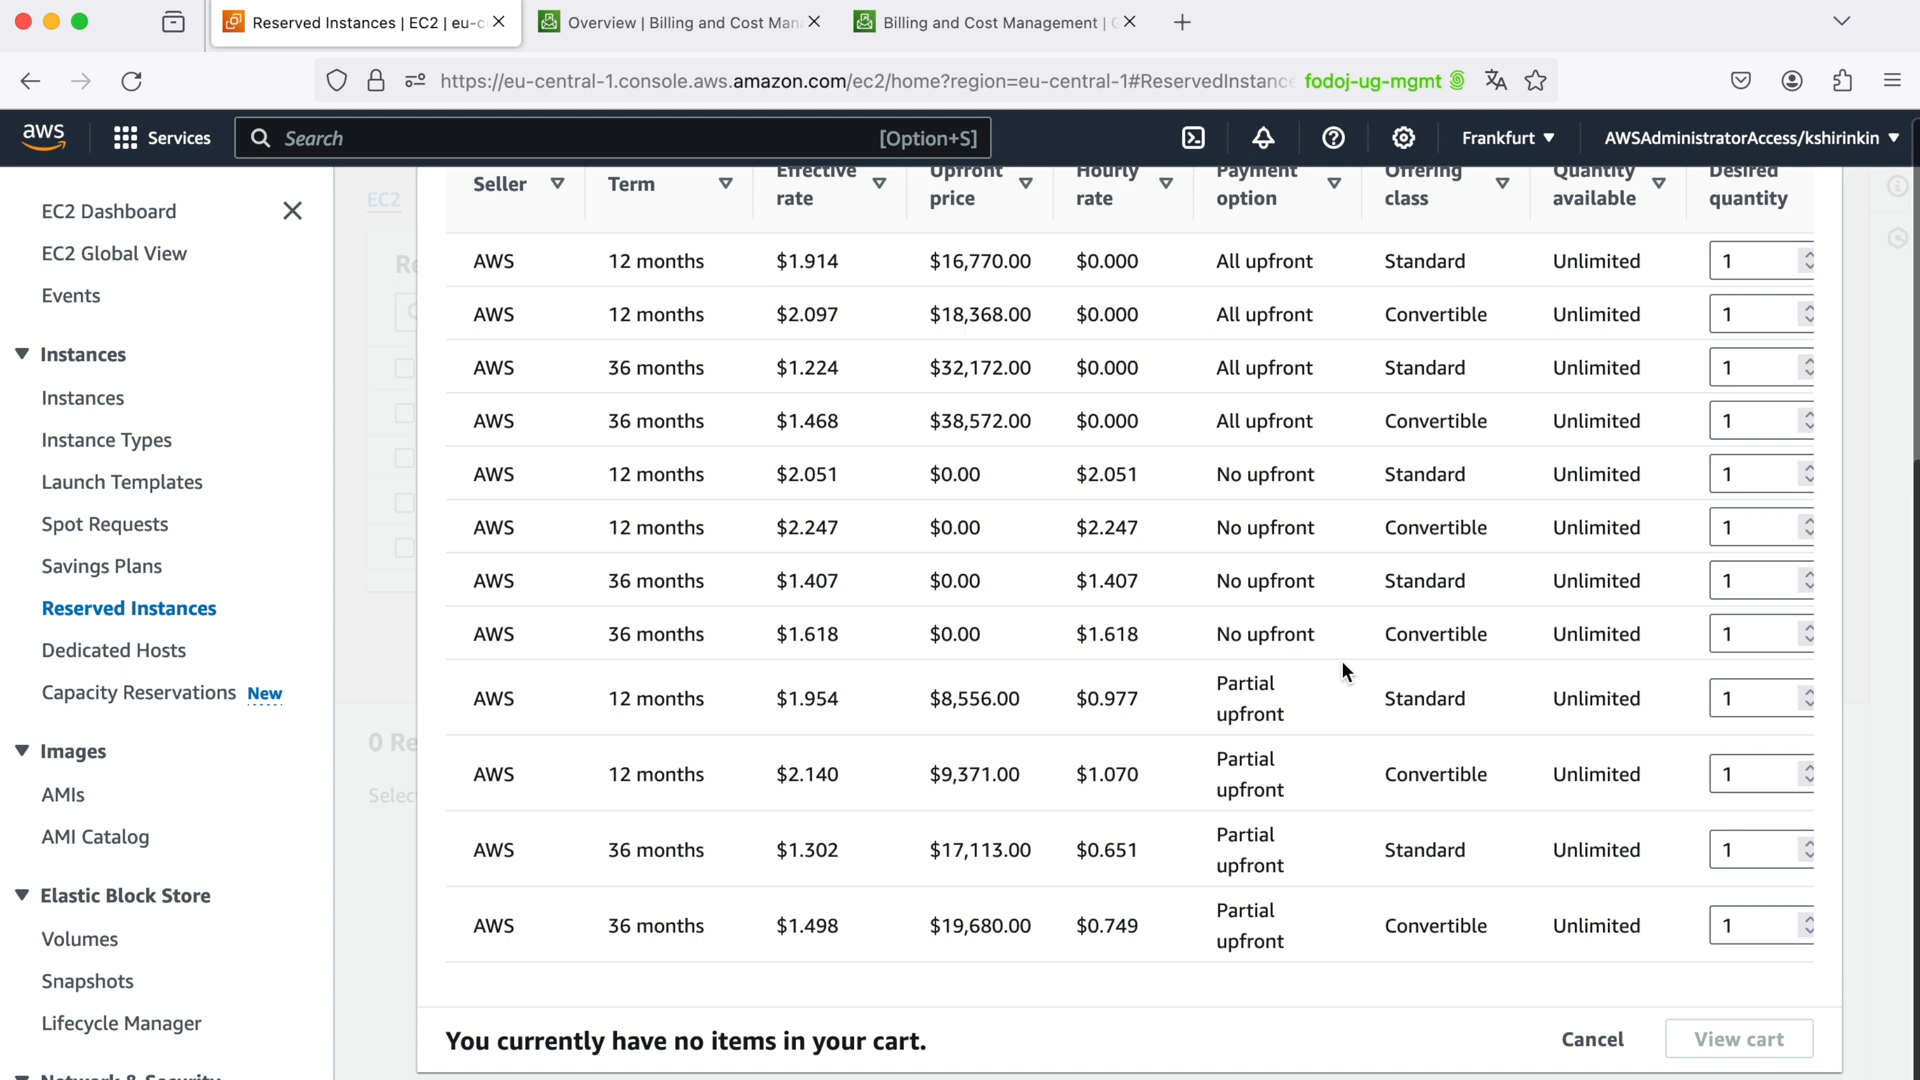 Reserved Instances | EC2 | eu-c
Overview | Billing and Cost Man
Billing and Cost Management |
https://eu-central-1.console.aws.amazon.com/ec2/home?region=eu-central-1#ReservedInstance
fodoj-ug-mgmt
aws
Services
Search
[Option+S]
Frankfurt
AWSAdministratorAccess/kshirinkin
EC2 Dashboard
EC2 Global View
Events
Instances
Instances
Instance Types
Launch Templates
Spot Requests
Savings Plans
Reserved Instances
Dedicated Hosts
Capacity Reservations New
Images
AMIs
AMI Catalog
Elastic Block Store
Volumes
Snapshots
Lifecycle Manager
Network & Security
EC2
Re
0 Re
Selec
Seller Term Effective rate Upfront price Hourly rate Payment option Offering class Quantity available Desired quantity
AWS 12 months $1.914 $16,770.00 $0.000 All upfront Standard Unlimited 1
AWS 12 months $2.097 $18,368.00 $0.000 All upfront Convertible Unlimited 1
AWS 36 months $1.224 $32,172.00 $0.000 All upfront Standard Unlimited 1
AWS 36 months $1.468 $38,572.00 $0.000 All upfront Convertible Unlimited 1
AWS 12 months $2.051 $0.00 $2.051 No upfront Standard Unlimited 1
AWS 12 months $2.247 $0.00 $2.247 No upfront Convertible Unlimited 1
AWS 36 months $1.407 $0.00 $1.407 No upfront Standard Unlimited 1
AWS 36 months $1.618 $0.00 $1.618 No upfront Convertible Unlimited 1
AWS 12 months $1.954 $8,556.00 $0.977 Partial upfront Standard Unlimited 1
AWS 12 months $2.140 $9,371.00 $1.070 Partial upfront Convertible Unlimited 1
AWS 36 months $1.302 $17,113.00 $0.651 Partial upfront Standard Unlimited 1
AWS 36 months $1.498 $19,680.00 $0.749 Partial upfront Convertible Unlimited 1
You currently have no items in your cart.
Cancel
View cart